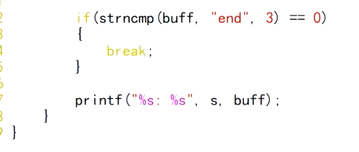 if(strncmp(buff, "end", 3) == 0)
{
break;
}
printf("%s: %s", s, buff);
}
}